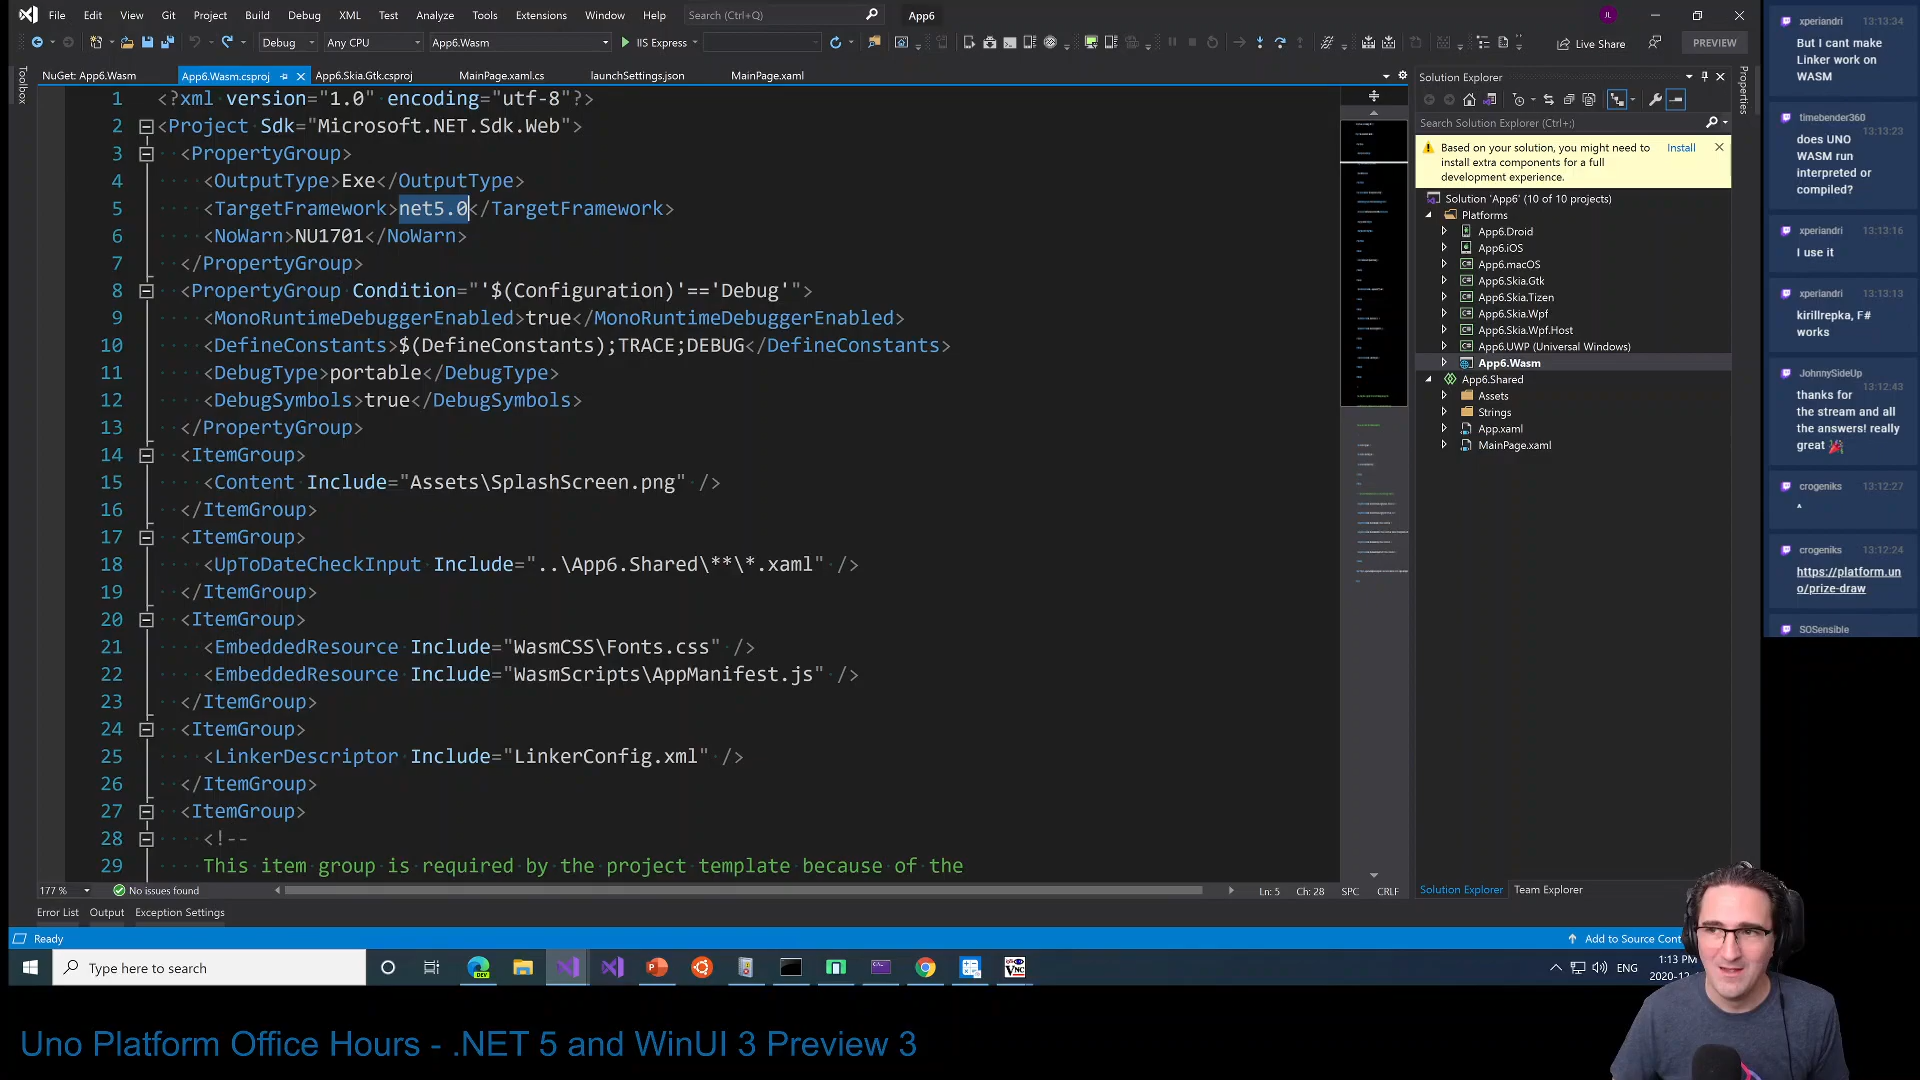 File Edit View Git Project Build Debug XML Test Analyze Tools Extensions Window Help Search (Ctrl+Q) App6 JL
Debug Any CPU App6.Wasm IIS Express Live Share PREVIEW
Toolbox
NuGet: App6.Wasm App6.Wasm.csproj App6.Skia.Gtk.csproj MainPage.xaml.cs launchSettings.json MainPage.xaml
1 <?xml version="1.0" encoding="utf-8"?>
2 <Project Sdk="Microsoft.NET.Sdk.Web">
3 <PropertyGroup>
4 <OutputType>Exe</OutputType>
5 <TargetFramework>net5.0</TargetFramework>
6 <NoWarn>NU1701</NoWarn>
7 </PropertyGroup>
8 <PropertyGroup Condition="'$(Configuration)'=='Debug'">
9 <MonoRuntimeDebuggerEnabled>true</MonoRuntimeDebuggerEnabled>
10 <DefineConstants>$(DefineConstants);TRACE;DEBUG</DefineConstants>
11 <DebugType>portable</DebugType>
12 <DebugSymbols>true</DebugSymbols>
13 </PropertyGroup>
14 <ItemGroup>
15 <Content Include="Assets\SplashScreen.png" />
16 </ItemGroup>
17 <ItemGroup>
18 <UpToDateCheckInput Include="..\App6.Shared\**\*.xaml" />
19 </ItemGroup>
20 <ItemGroup>
21 <EmbeddedResource Include="WasmCSS\Fonts.css" />
22 <EmbeddedResource Include="WasmScripts\AppManifest.js" />
23 </ItemGroup>
24 <ItemGroup>
25 <LinkerDescriptor Include="LinkerConfig.xml" />
26 </ItemGroup>
27 <ItemGroup>
28 <!--
29 This item group is required by the project template because of the
177 % No issues found Ln: 5 Ch: 28 SPC CRLF
Error List Output Exception Settings
Ready Add to Source Cont
Solution Explorer
Search Solution Explorer (Ctrl+;)
Based on your solution, you might need to install extra components for a full development experience. Install
Solution 'App6' (10 of 10 projects)
Platforms
App6.Droid
App6.iOS
App6.macOS
App6.Skia.Gtk
App6.Skia.Tizen
App6.Skia.Wpf
App6.Skia.Wpf.Host
App6.UWP (Universal Windows)
App6.Wasm
App6.Shared
Assets
Strings
App.xaml
MainPage.xaml
Solution Explorer Team Explorer
Properties
xperiandri 13:13:34
But I cant make
Linker work on
WASM
timebender360
13:13:23
does UNO
WASM run
interpreted or
compiled?
xperiandri 13:13:16
I use it
xperiandri 13:13:13
kirillrepka, F#
works
JohnnySideUp
13:12:43
thanks for
the stream and all
the answers! really
great
crogeniks 13:12:27
^
crogeniks 13:12:24
https://platform.un
o/prize-draw
SOSensible
Type here to search
DEV
VNC
ENG
1:13 PM
2020-12-
Uno Platform Office Hours - .NET 5 and WinUI 3 Preview 3